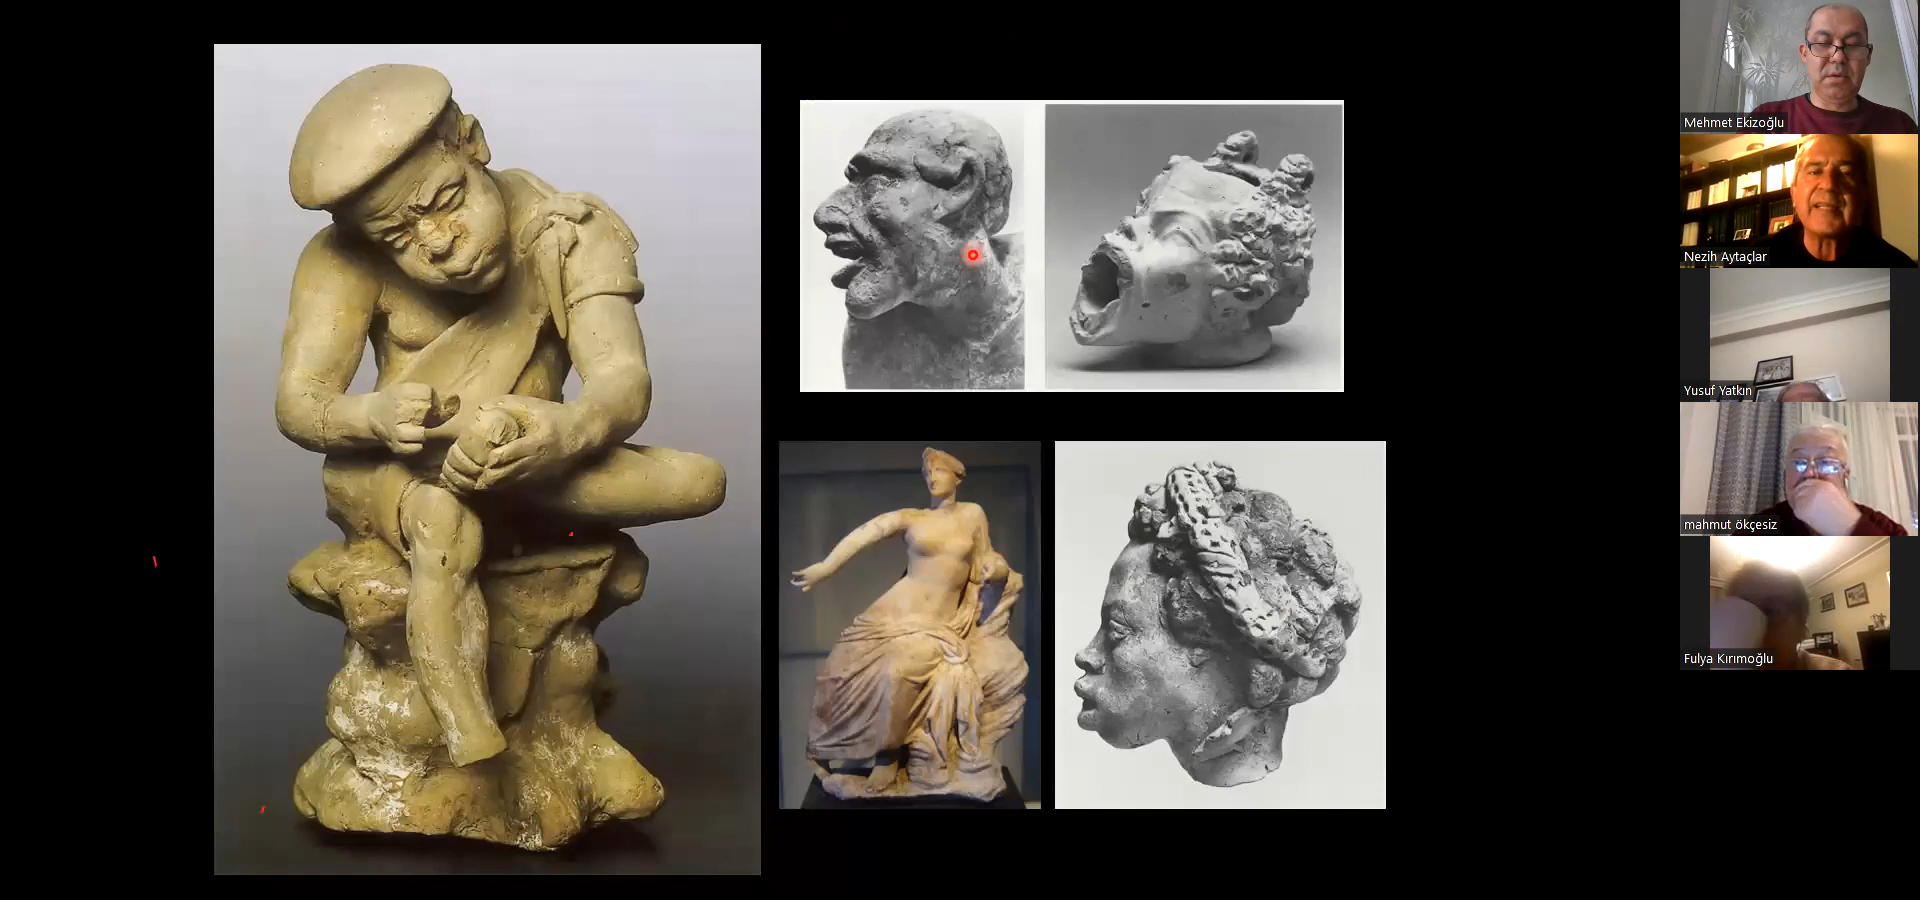 Mehmet Ekizoğlu
Nezih Aytaçlar
Yusuf Yatkın
mahmut ökçesiz
Fulya Kırımoğlu